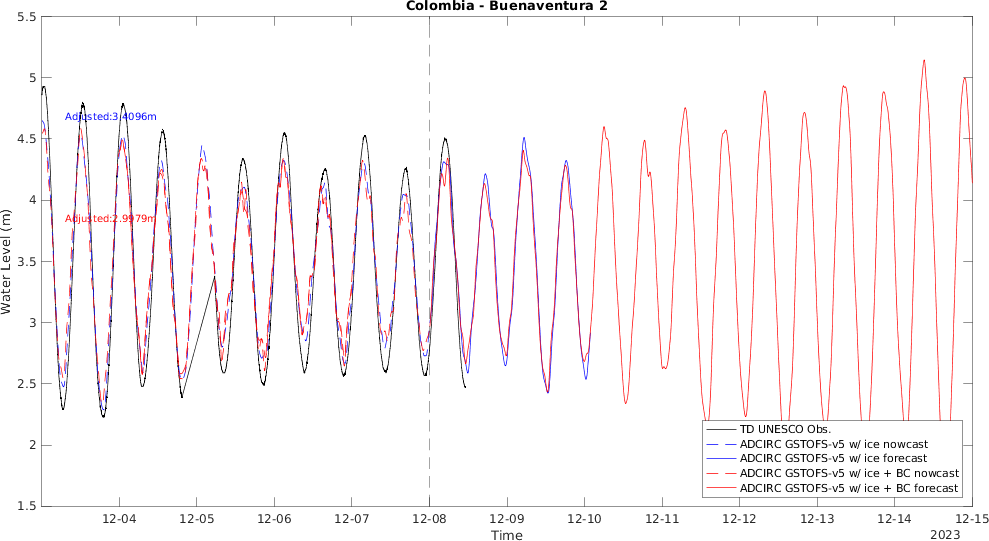 Colombia - Buenaventura 2
5.5
5
4.5
4
3.5
3
2.5
2
1.5
Water Level (m)
Adjusted:3.4096m
Adjusted:2.9979m
TD UNESCO Obs.
ADCIRC GSTOFS-v5 w/ ice nowcast
ADCIRC GSTOFS-v5 w/ ice forecast
ADCIRC GSTOFS-v5 w/ ice + BC nowcast
ADCIRC GSTOFS-v5 w/ ice + BC forecast
12-04 12-05 12-06 12-07 12-08 12-09 12-10 12-11 12-12 12-13 12-14 12-15
Time
2023